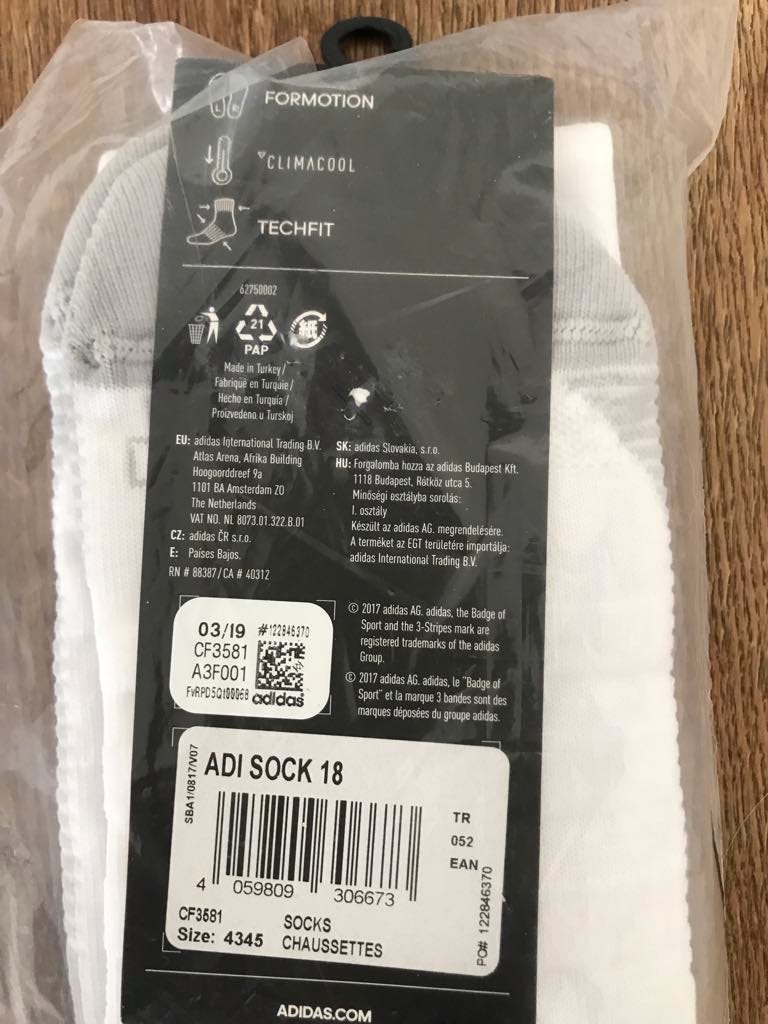 FORMOTION
CLIMACOOL
TECHFIT
62750002
21
PAP
紙
Made in Turkey/
Fabriqué en Turquie/
Hecho en Turquía/
Proizvedeno u Turskoj
EU: adidas International Trading B.V.
Atlas Arena, Afrika Building
Hoogoorddreef 9a
1101 BA Amsterdam ZO
The Netherlands
VAT NO. NL 8073.01.322.B.01
CZ: adidas ČR s.r.o.
E: Países Bajos.
RN # 88387/CA # 40312
SK: adidas Slovakia, s.r.o.
HU: Forgalomba hozza az adidas Budapest Kft.
1118 Budapest, Rétköz utca 5.
Minőségi osztályba sorolás:
I. osztály
Készült az adidas AG. megrendelésére.
A terméket az EGT területére importálja:
adidas International Trading B.V.
© 2017 adidas AG. adidas, the Badge of
Sport and the 3-Stripes mark are
registered trademarks of the adidas
Group.
© 2017 adidas AG. adidas, le "Badge of
Sport" et la marque 3 bandes sont des
marques déposées du groupe adidas.
03/19 #122846370
CF3581
A3F001
FvRPD5Qt00068 adidas
SBA1/0817/V07
ADI SOCK 18
4 059809 306673
TR
052
EAN
PO# 122846370
CF3581 SOCKS
Size: 4345 CHAUSSETTES
ADIDAS.COM